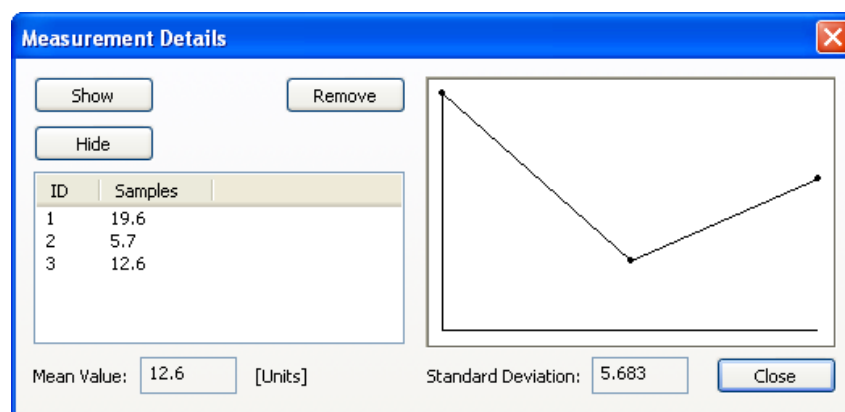 Measurement Details
Show
Remove
Hide
ID Samples
1 19.6
2 5.7
3 12.6
Mean Value: 12.6 [Units]
Standard Deviation: 5.683
Close